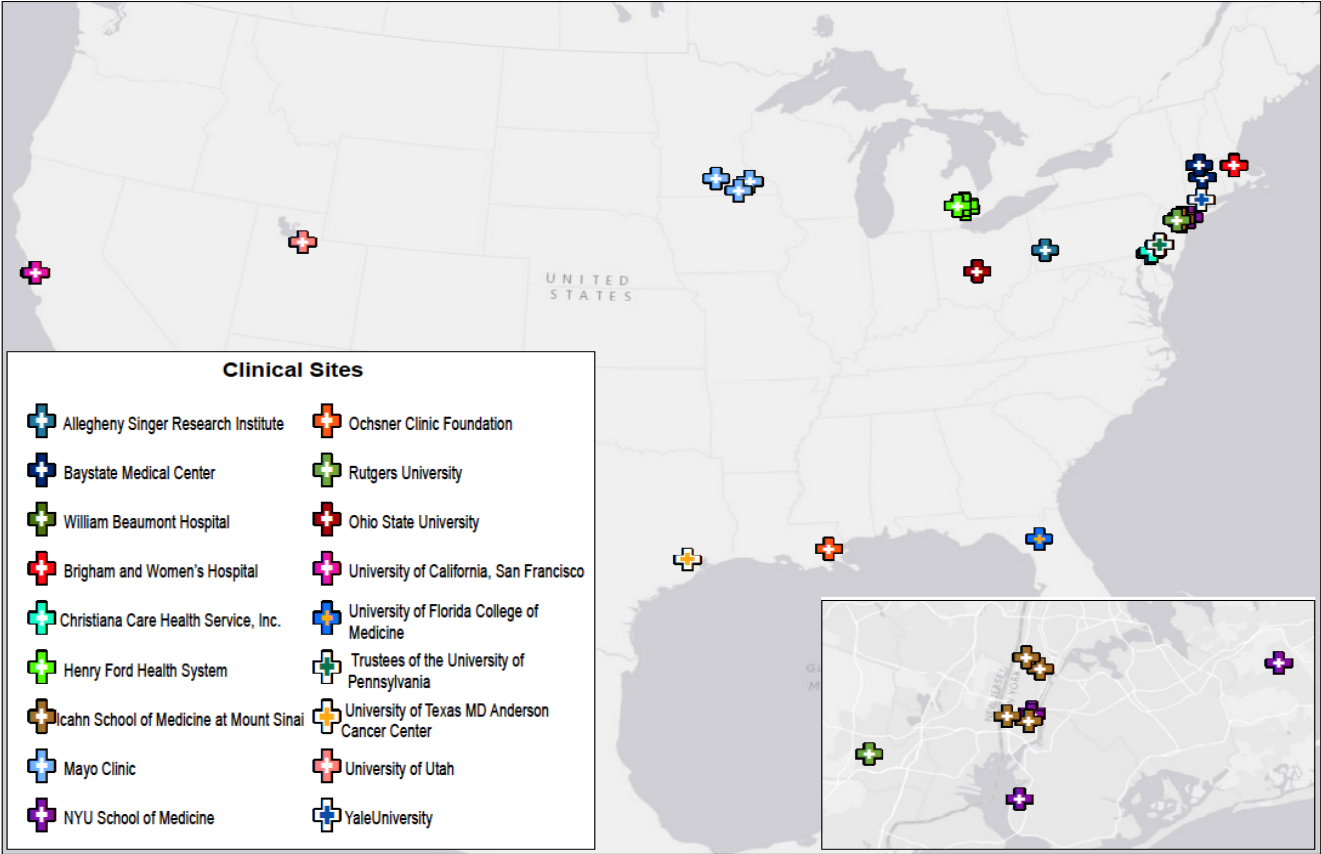 UNITED
STATES
Clinical Sites
Allegheny Singer Research Institute
Baystate Medical Center
William Beaumont Hospital
Brigham and Women's Hospital
Christiana Care Health Service, Inc.
Henry Ford Health System
Icahn School of Medicine at Mount Sinai
Mayo Clinic
NYU School of Medicine
Ochsner Clinic Foundation
Rutgers University
Ohio State University
University of California, San Francisco
University of Florida College of
Medicine
Trustees of the University of
Pennsylvania
University of Texas MD Anderson
Cancer Center
University of Utah
YaleUniversity
NEW JERSEY
NEW YORK